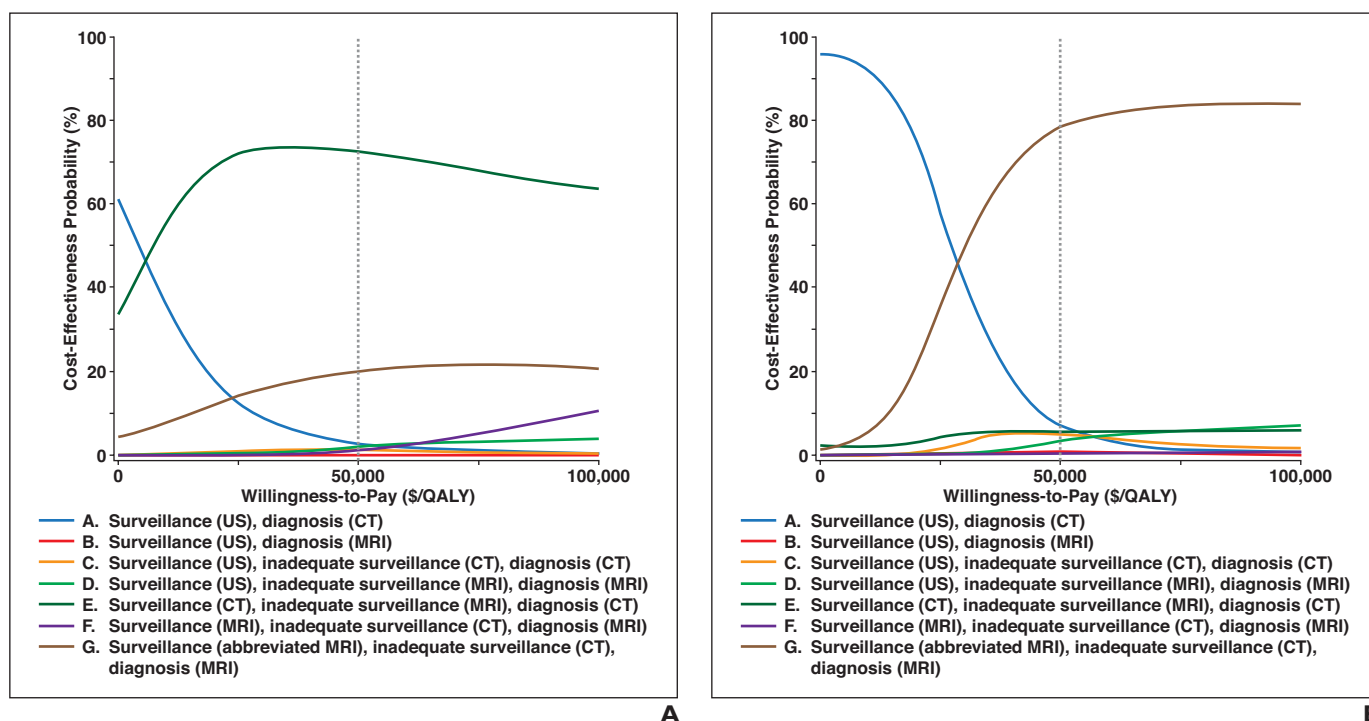 100
80
60
40
20
0
Cost-Effectiveness Probability (%)
0 50,000 100,000
Willingness-to-Pay ($/QALY)
A. Surveillance (US), diagnosis (CT)
B. Surveillance (US), diagnosis (MRI)
C. Surveillance (US), inadequate surveillance (CT), diagnosis (CT)
D. Surveillance (US), inadequate surveillance (MRI), diagnosis (MRI)
E. Surveillance (CT), inadequate surveillance (MRI), diagnosis (CT)
F. Surveillance (MRI), inadequate surveillance (CT), diagnosis (MRI)
G. Surveillance (abbreviated MRI), inadequate surveillance (CT),
diagnosis (MRI)
A
100
80
60
40
20
0
Cost-Effectiveness Probability (%)
0 50,000 100,000
Willingness-to-Pay ($/QALY)
A. Surveillance (US), diagnosis (CT)
B. Surveillance (US), diagnosis (MRI)
C. Surveillance (US), inadequate surveillance (CT), diagnosis (CT)
D. Surveillance (US), inadequate surveillance (MRI), diagnosis (MRI)
E. Surveillance (CT), inadequate surveillance (MRI), diagnosis (CT)
F. Surveillance (MRI), inadequate surveillance (CT), diagnosis (MRI)
G. Surveillance (abbreviated MRI), inadequate surveillance (CT),
diagnosis (MRI)